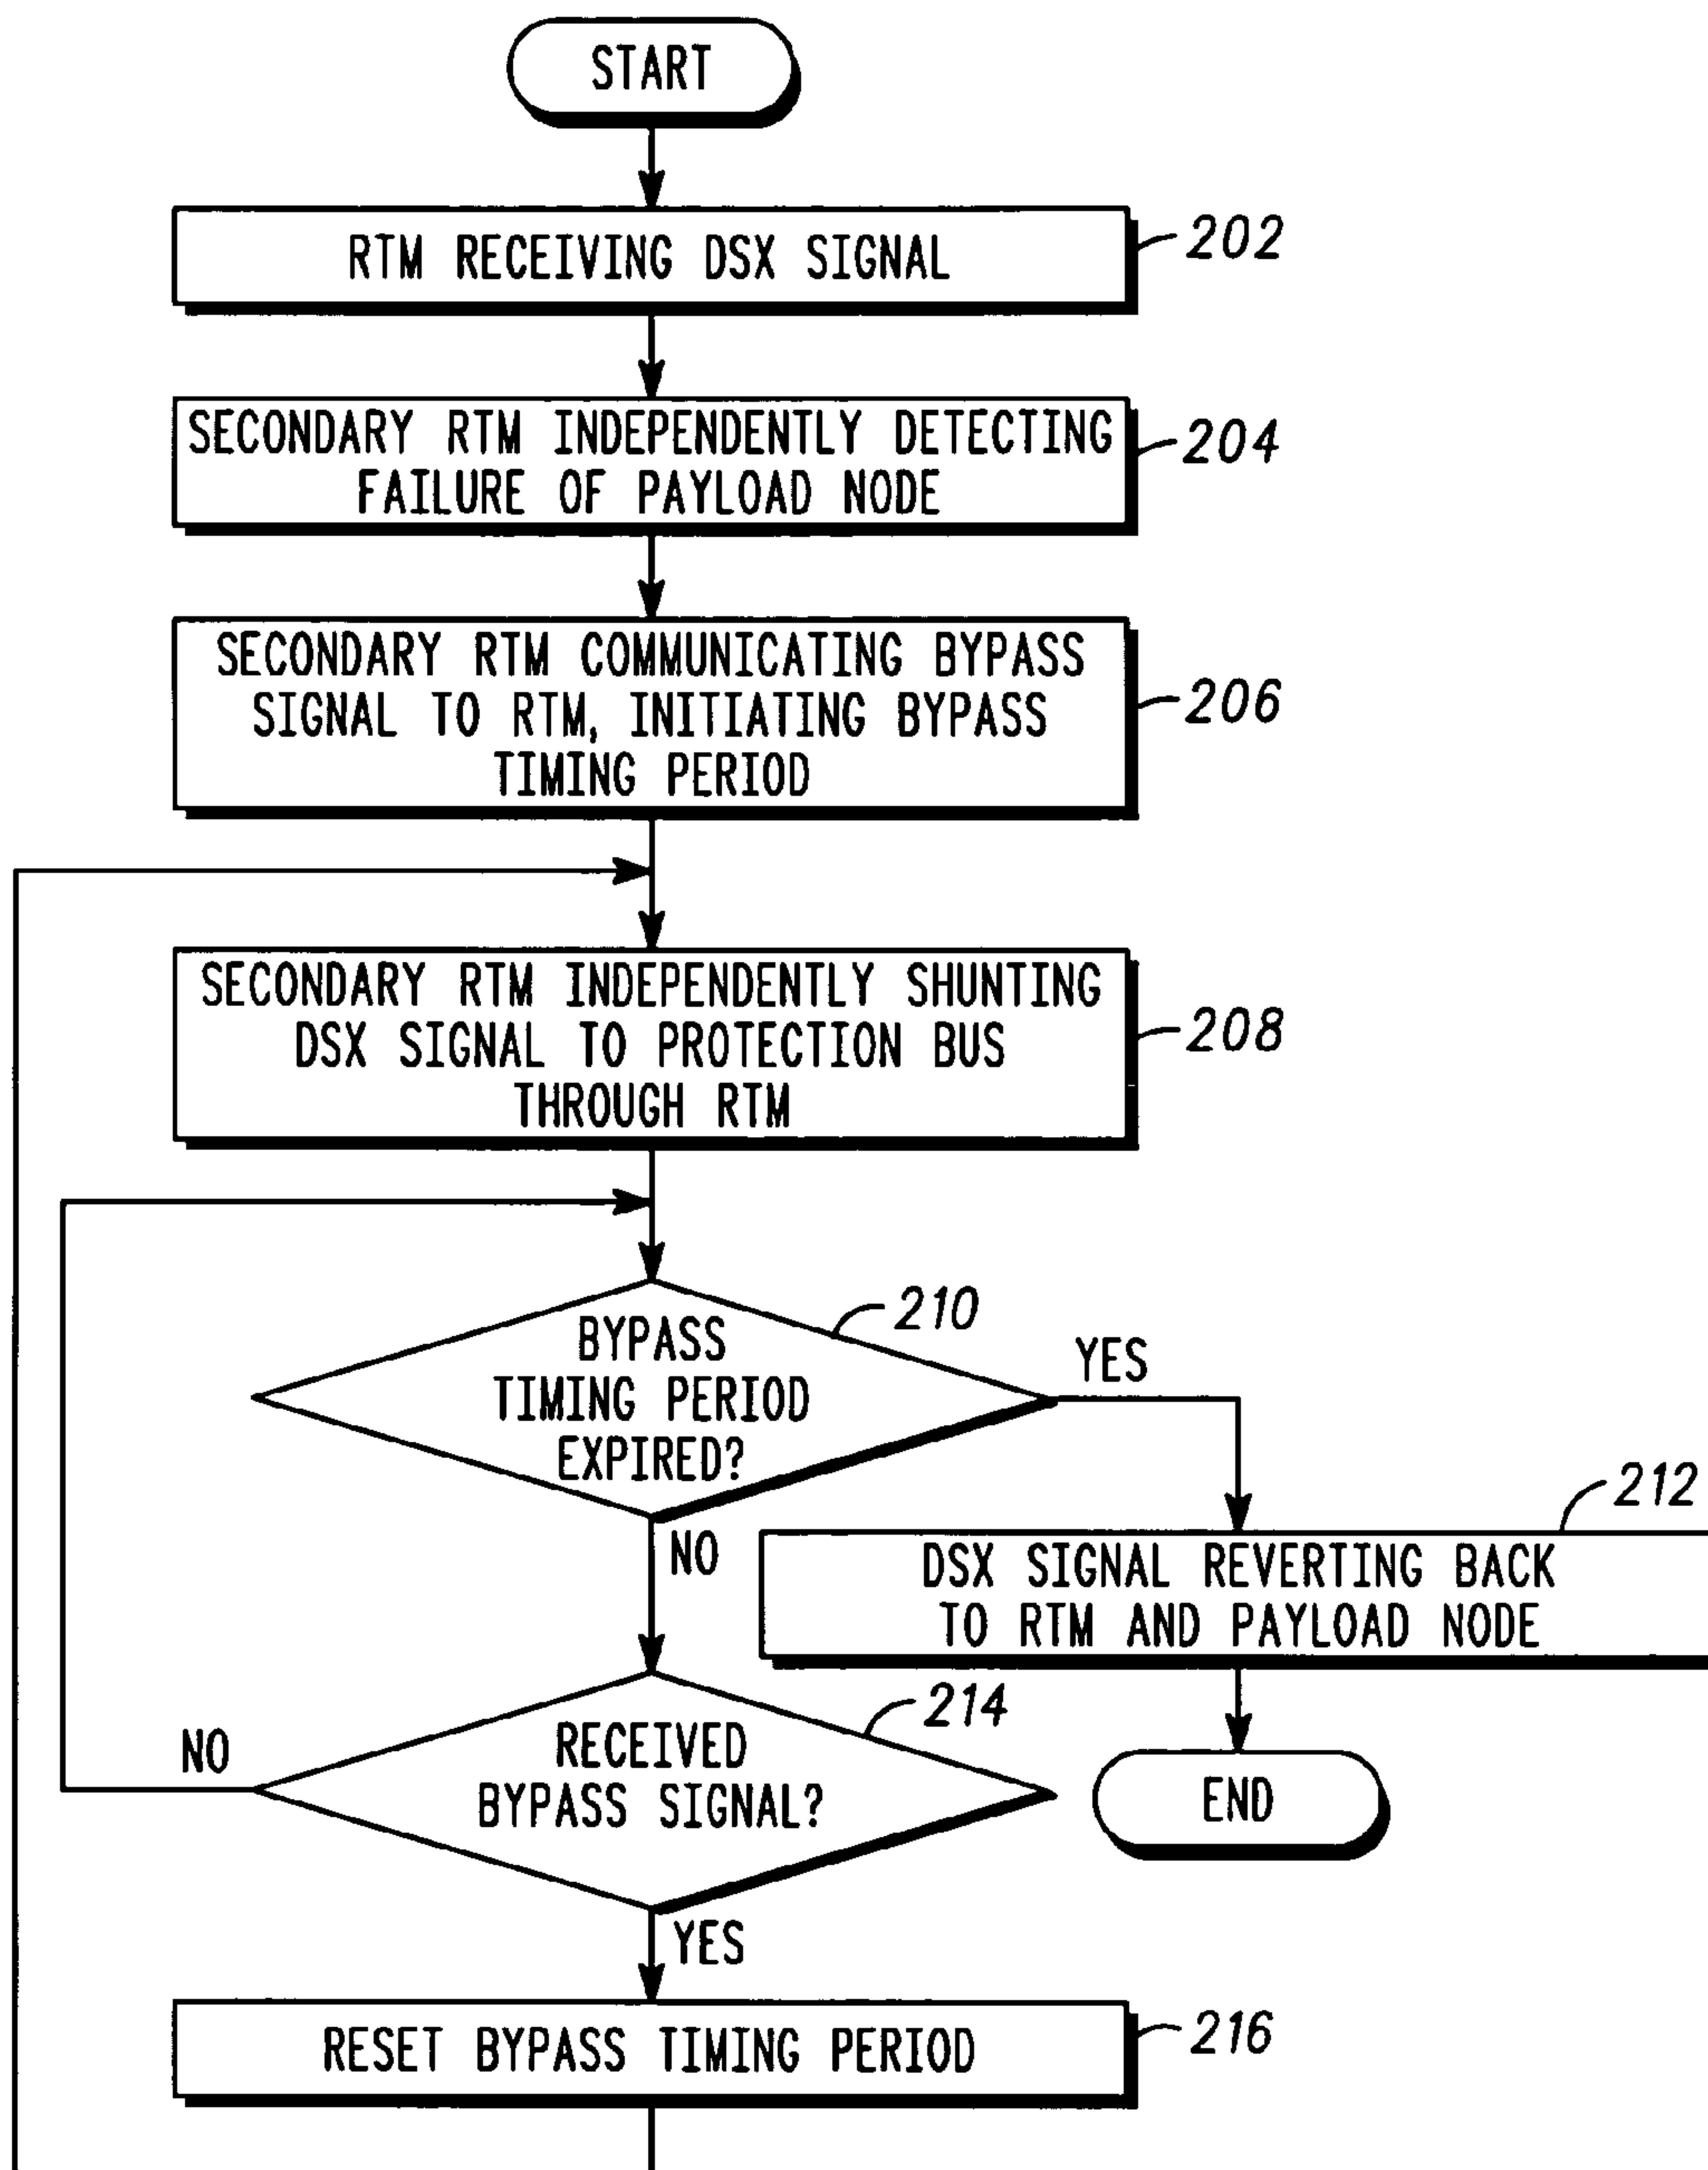 START
RTM RECEIVING DSX SIGNAL
202
SECONDARY RTM INDEPENDENTLY DETECTING
FAILURE OF PAYLOAD NODE
204
SECONDARY RTM COMMUNICATING BYPASS
SIGNAL TO RTM, INITIATING BYPASS
TIMING PERIOD
206
SECONDARY RTM INDEPENDENTLY SHUNTING
DSX SIGNAL TO PROTECTION BUS
THROUGH RTM
208
BYPASS
TIMING PERIOD
EXPIRED?
210
YES
NO
DSX SIGNAL REVERTING BACK
TO RTM AND PAYLOAD NODE
212
END
RECEIVED
BYPASS SIGNAL?
214
NO
YES
RESET BYPASS TIMING PERIOD
216